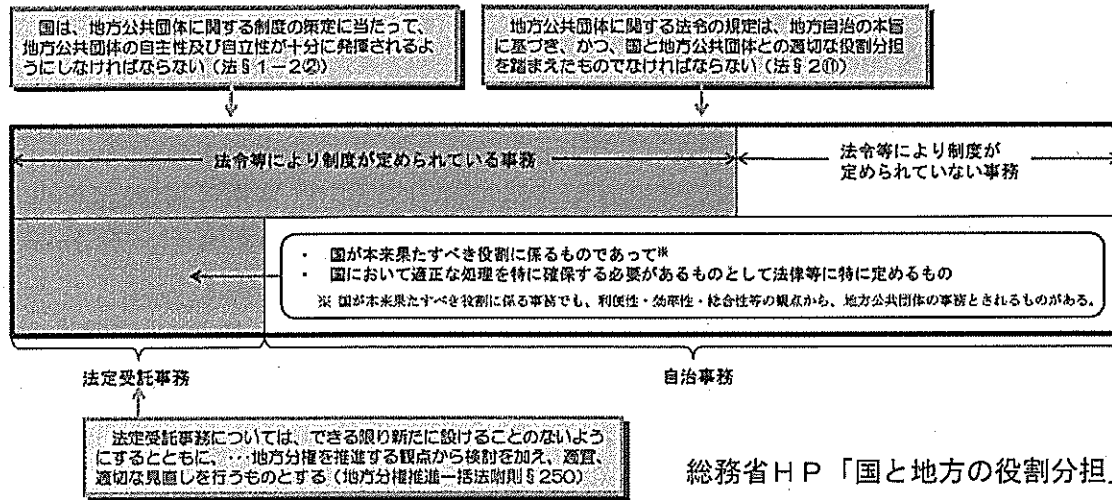 国は、地方公共団体に関する制度の策定に当たって、
地方公共団体の自主性及び自立性が十分に発揮されるよ
うにしなければならない（法§１－２②）
地方公共団体に関する法令の規定は、地方自治の本旨
に基づき、かつ、国と地方公共団体との適切な役割分担
を踏まえたものでなければならない（法§２⑪）
法令等により制度が定められている事務
法令等により制度が
定められていない事務
・ 国が本来果たすべき役割に係るものであって※
・ 国において適正な処理を特に確保する必要があるものとして法律等に特に定めるもの
※ 国が本来果たすべき役割に係る事務でも、利便性・効率性・総合性等の観点から、地方公共団体の事務とされるものがある。
法定受託事務
自治事務
法定受託事務については、できる限り新たに設けることのないよう
にするとともに、…地方分権を推進する観点から検討を加え、適宜、
適切な見直しを行うものとする（地方分権推進一括法附則§250）
総務省ＨＰ「国と地方の役割分担」